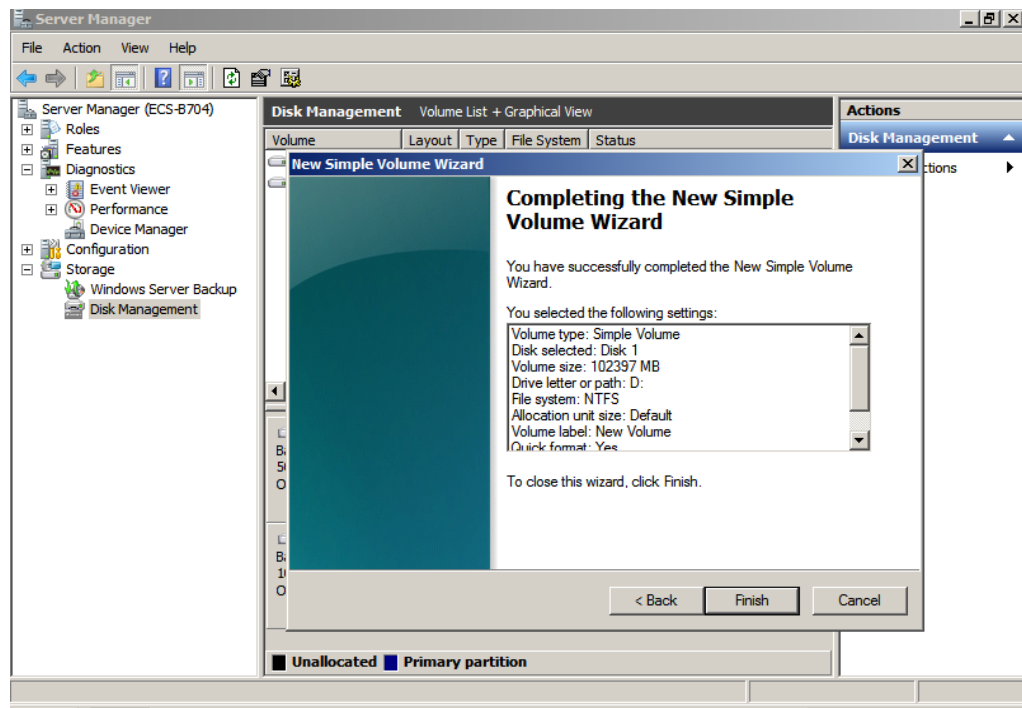 Server Manager
File Action View Help
Server Manager (ECS-B704)
Roles
Features
Diagnostics
Event Viewer
Performance
Device Manager
Configuration
Storage
Windows Server Backup
Disk Management
Disk Management Volume List + Graphical View
Volume Layout Type File System Status
New Simple Volume Wizard
Completing the New Simple
Volume Wizard
You have successfully completed the New Simple Volume
Wizard.
You selected the following settings:
Volume type: Simple Volume
Disk selected: Disk 1
Volume size: 102397 MB
Drive letter or path: D:
File system: NTFS
Allocation unit size: Default
Volume label: New Volume
Quick format: Yes
To close this wizard, click Finish.
< Back Finish Cancel
Unallocated Primary partition
Actions
Disk Management
ctions